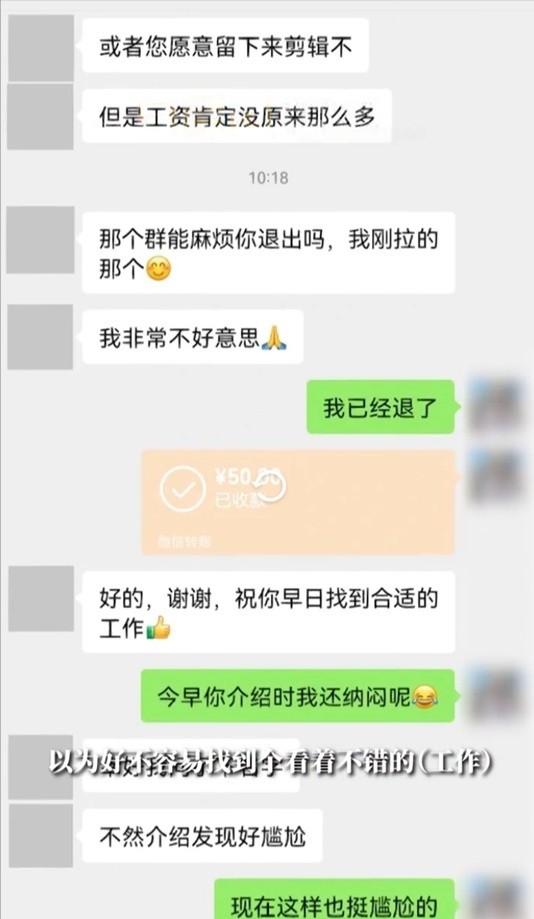 或者您愿意留下来剪辑不
但是工资肯定没原来那么多
10:18
那个群能麻烦你退出吗，我刚拉的
那个😊
我非常不好意思🙏
我已经退了
¥50.00
已收款
微信转账
好的，谢谢，祝你早日找到合适的
工作👍
今早你介绍时我还纳闷呢😂
以为好不容易找到个看着不错的（工作）
不然介绍发现好尴尬
现在这样也挺尴尬的